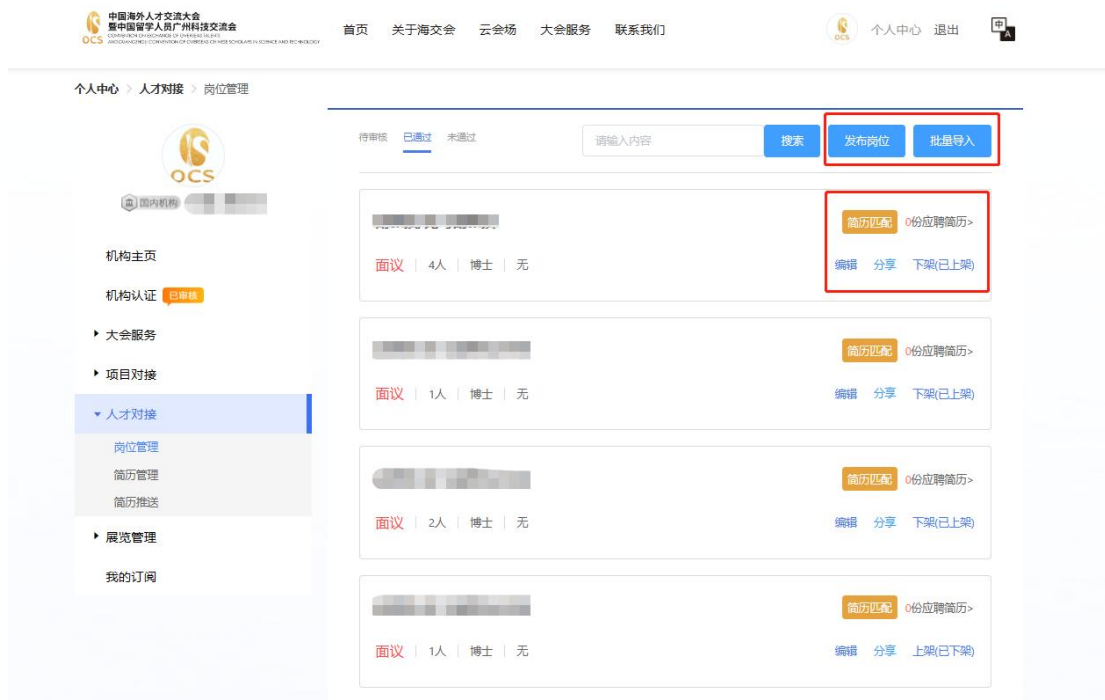 中国海外人才交流大会
暨中国留学人员广州科技交流会
OCS
首页 关于海交会 云会场 大会服务 联系我们
OCS
个人中心 退出
中 A
个人中心 > 人才对接 > 岗位管理
OCS
国内机构
机构主页
机构认证 已审核
大会服务
项目对接
人才对接
岗位管理
简历管理
简历推送
展览管理
我的订阅
待审核 已通过 未通过
请输入内容 搜索 发布岗位 批量导入
简历匹配 0份应聘简历>
面议 4人 博士 无 编辑 分享 下架(已上架)
简历匹配 0份应聘简历>
面议 1人 博士 无 编辑 分享 下架(已上架)
简历匹配 0份应聘简历>
面议 2人 博士 无 编辑 分享 下架(已上架)
简历匹配 0份应聘简历>
面议 1人 博士 无 编辑 分享 上架(已下架)